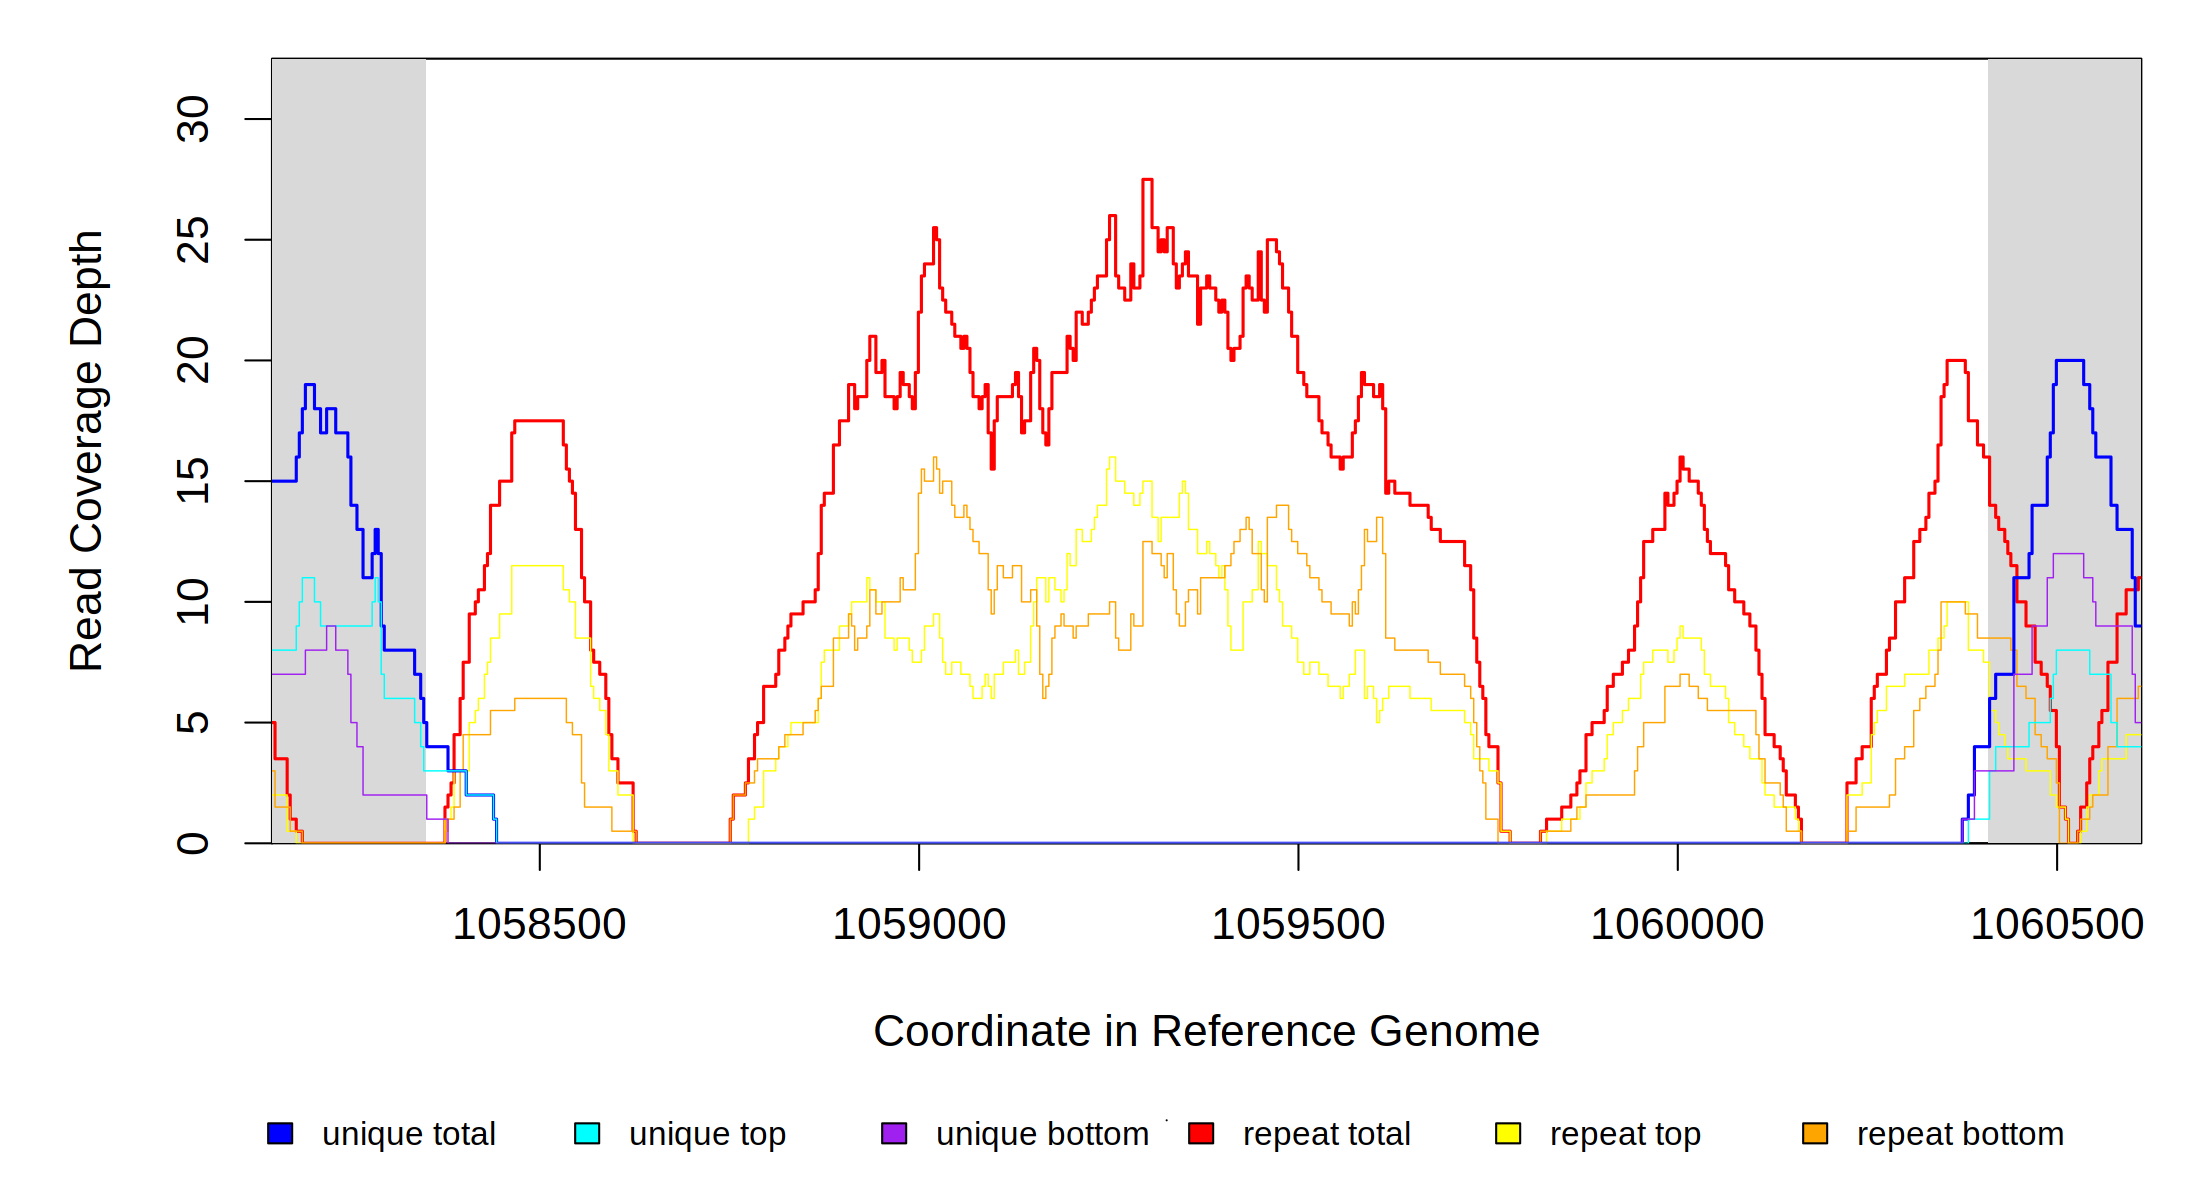 30
25
20
15
10
5
0
Read Coverage Depth
1058500 1059000 1059500 1060000 1060500
Coordinate in Reference Genome
unique total unique top unique bottom repeat total repeat top repeat bottom